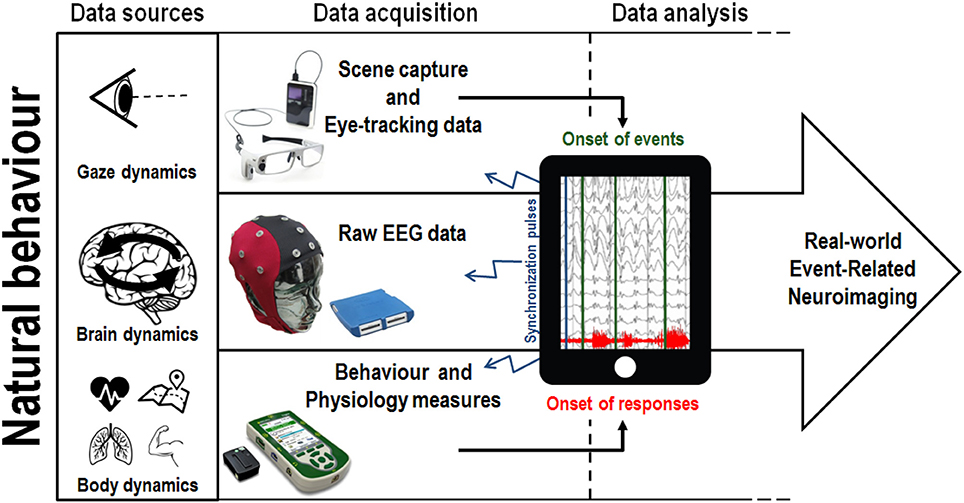 Data sources
Data acquisition
Data analysis
Natural behaviour
Gaze dynamics
Brain dynamics
Body dynamics
Scene capture
and
Eye-tracking data
Raw EEG data
Behaviour and
Physiology measures
Synchronization pulses
Onset of events
Onset of responses
Real-world
Event-Related
Neuroimaging